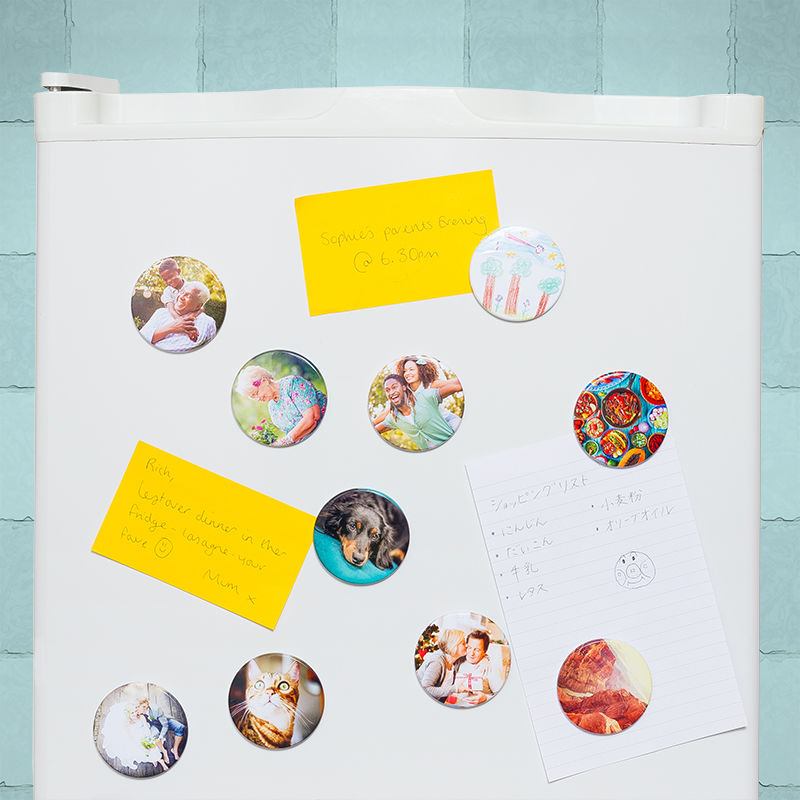 Sophie's parents Evening
@ 6.30pm
Rich,
Leftover dinner in the
fridge - lasagne - your
fave
Mum x
ショッピングリスト
・にんじん
・だいこん
・牛乳
・レタス
・小麦粉
・オリーブオイル